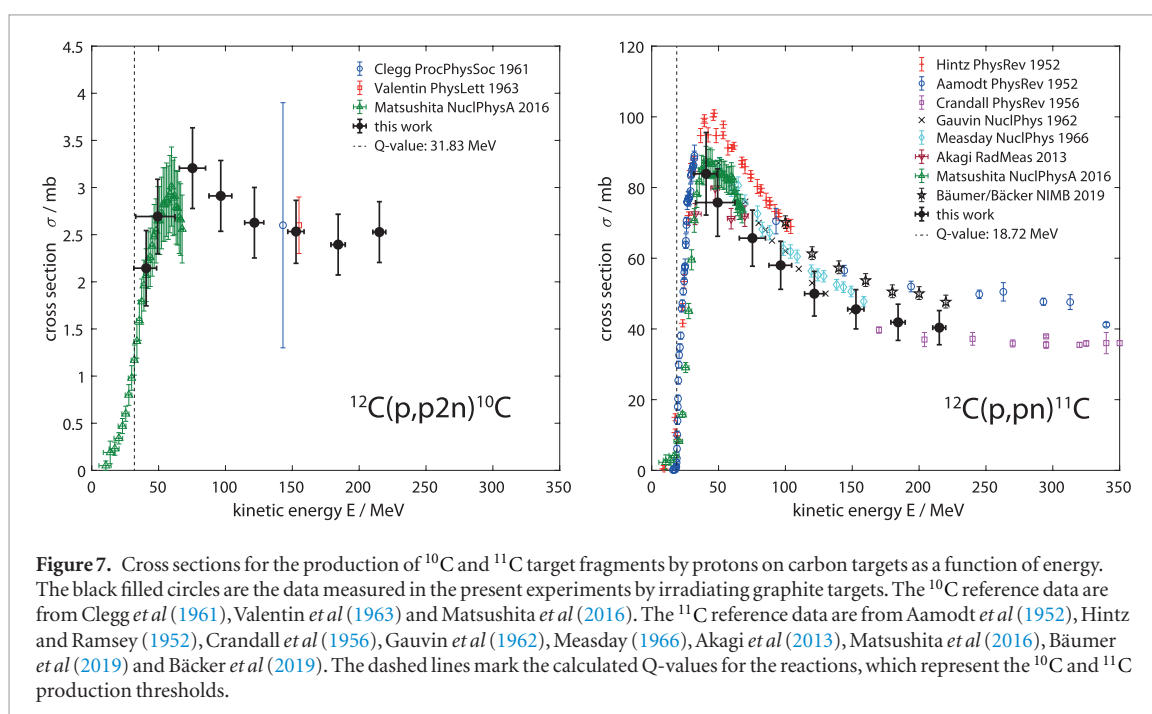 4.5
4
3.5
3
2.5
2
1.5
1
0.5
0
cross section σ / mb
0 50 100 150 200 250 300 350
kinetic energy E / MeV
Clegg ProcPhysSoc 1961
Valentin PhysLett 1963
Matsushita NuclPhysA 2016
this work
Q-value: 31.83 MeV
¹²C(p,p2n)¹⁰C
120
100
80
60
40
20
0
cross section σ / mb
0 50 100 150 200 250 300 350
kinetic energy E / MeV
Hintz PhysRev 1952
Aamodt PhysRev 1952
Crandall PhysRev 1956
Gauvin NuclPhys 1962
Measday NuclPhys 1966
Akagi RadMeas 2013
Matsushita NuclPhysA 2016
Bäumer/Bäcker NIMB 2019
this work
Q-value: 18.72 MeV
¹²C(p,pn)¹¹C
Figure 7. Cross sections for the production of ¹⁰C and ¹¹C target fragments by protons on carbon targets as a function of energy.
The black filled circles are the data measured in the present experiments by irradiating graphite targets. The ¹⁰C reference data are
from Clegg et al (1961), Valentin et al (1963) and Matsushita et al (2016). The ¹¹C reference data are from Aamodt et al (1952), Hintz
and Ramsey (1952), Crandall et al (1956), Gauvin et al (1962), Measday (1966), Akagi et al (2013), Matsushita et al (2016), Bäumer
et al (2019) and Bäcker et al (2019). The dashed lines mark the calculated Q-values for the reactions, which represent the ¹⁰C and ¹¹C
production thresholds.